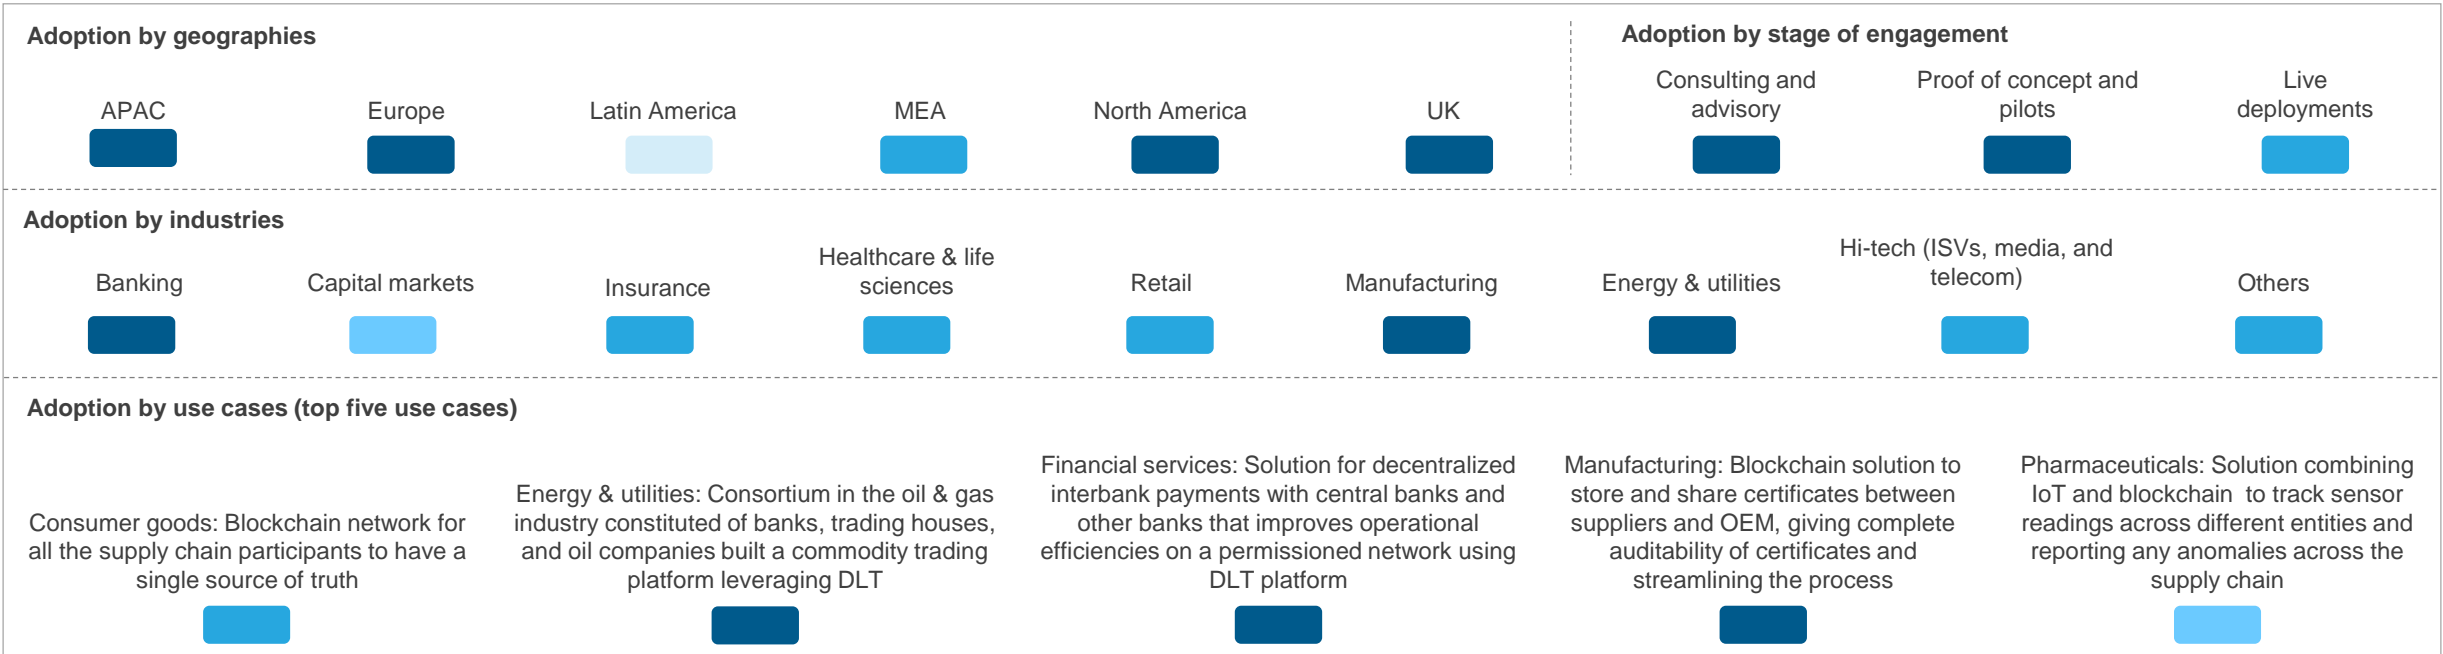 Adoption by geographies
APAC
Europe
Latin America
MEA
North America
UK
Adoption by stage of engagement
Consulting and
advisory
Proof of concept and
pilots
Live
deployments
Adoption by industries
Banking
Capital markets
Insurance
Healthcare & life
sciences
Retail
Manufacturing
Energy & utilities
Hi-tech (ISVs, media, and
telecom)
Others
Adoption by use cases (top five use cases)
Consumer goods: Blockchain network for
all the supply chain participants to have a
single source of truth
Energy & utilities: Consortium in the oil & gas
industry constituted of banks, trading houses,
and oil companies built a commodity trading
platform leveraging DLT
Financial services: Solution for decentralized
interbank payments with central banks and
other banks that improves operational
efficiencies on a permissioned network using
DLT platform
Manufacturing: Blockchain solution to
store and share certificates between
suppliers and OEM, giving complete
auditability of certificates and
streamlining the process
Pharmaceuticals: Solution combining
IoT and blockchain to track sensor
readings across different entities and
reporting any anomalies across the
supply chain